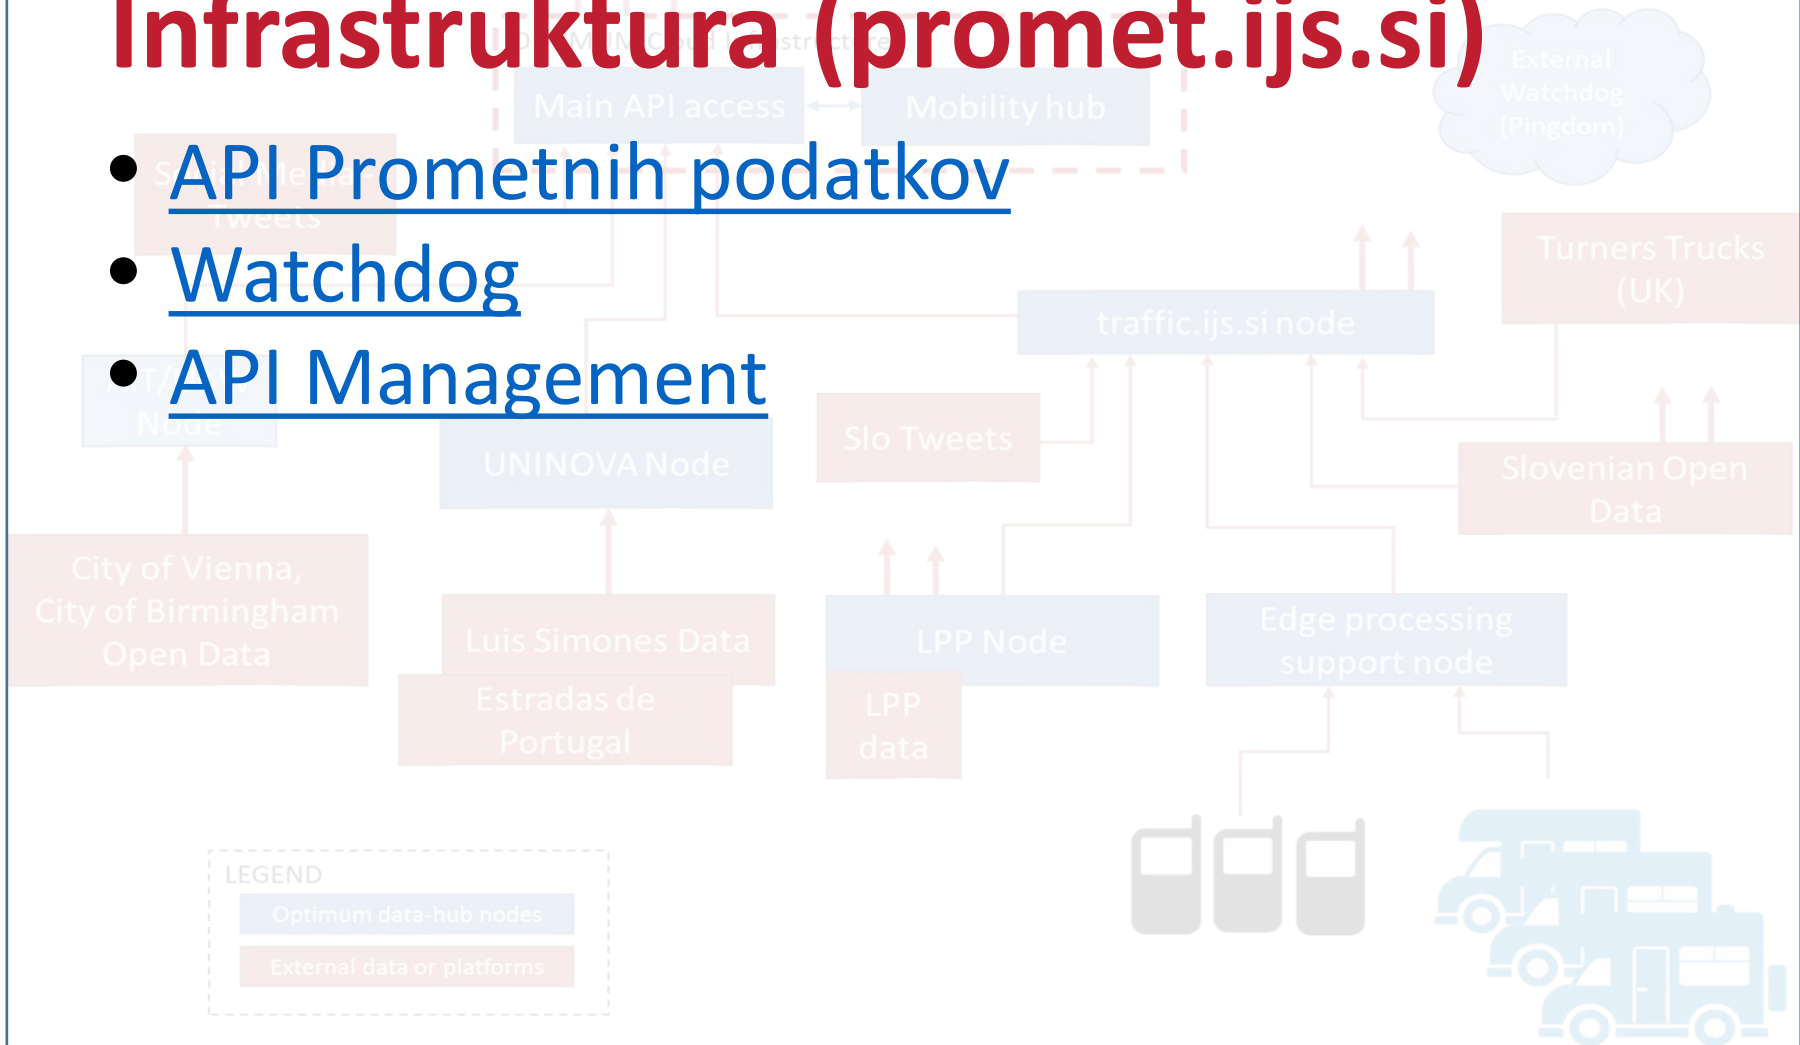 Infrastruktura (promet.ijs.si)
• API Prometnih podatkov
• Watchdog
• API Management
Main API access
Mobility hub
External
Watchdog
(Pingdom)
Tweets
Turners Trucks
(UK)
traffic.ijs.si node
Node
UNINOVA Node
Slo Tweets
Slovenian Open
Data
City of Vienna,
City of Birmingham
Open Data
Luis Simones Data
Estradas de
Portugal
LPP Node
LPP
data
Edge processing
support node
LEGEND
Optimum data-hub nodes
External data or platforms